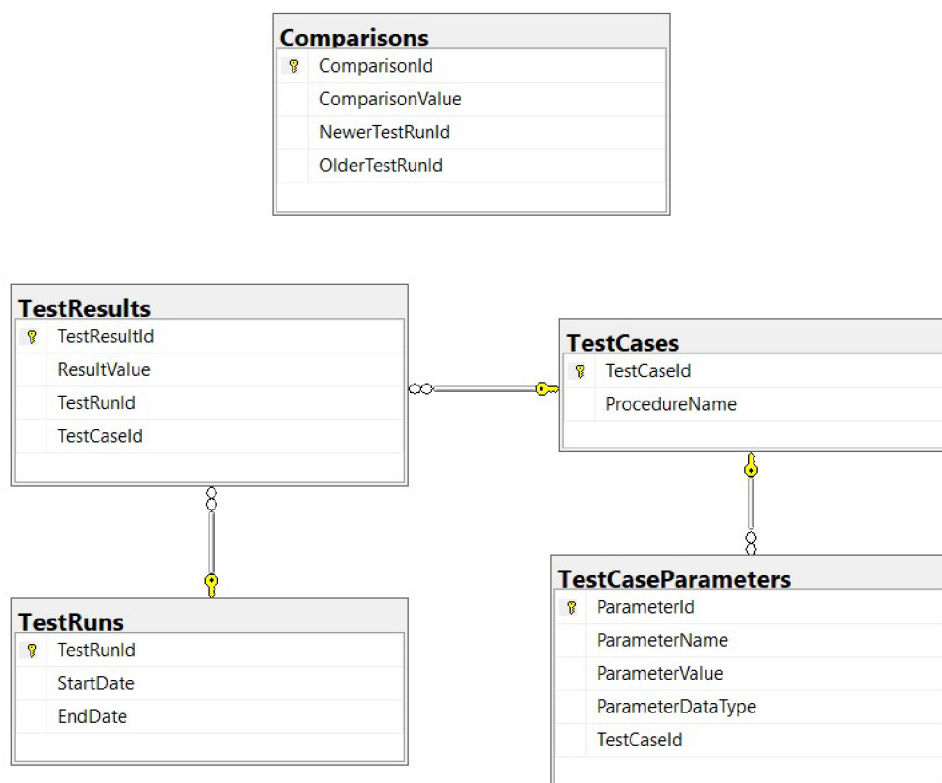 Comparisons
ComparisonId
ComparisonValue
NewerTestRunId
OlderTestRunId
TestResults
TestResultId
ResultValue
TestRunId
TestCaseId
TestCases
TestCaseId
ProcedureName
TestRuns
TestRunId
StartDate
EndDate
TestCaseParameters
ParameterId
ParameterName
ParameterValue
ParameterDataType
TestCaseId